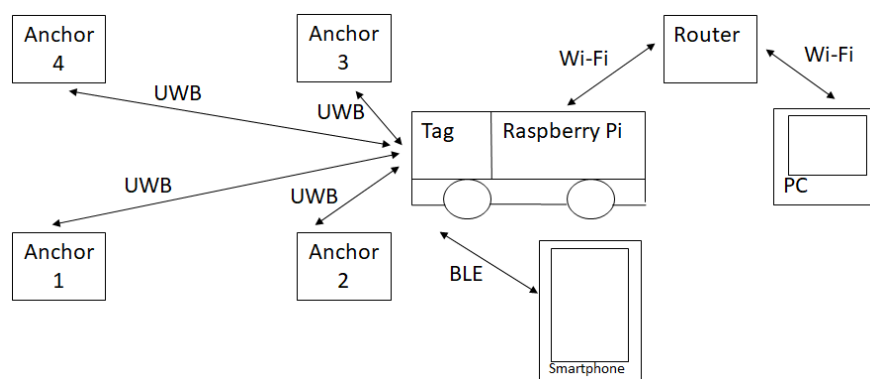 Anchor
4
Anchor
3
Router
Wi-Fi
Wi-Fi
UWB
UWB
Tag
Raspberry Pi
UWB
UWB
PC
Anchor
1
Anchor
2
BLE
Smartphone